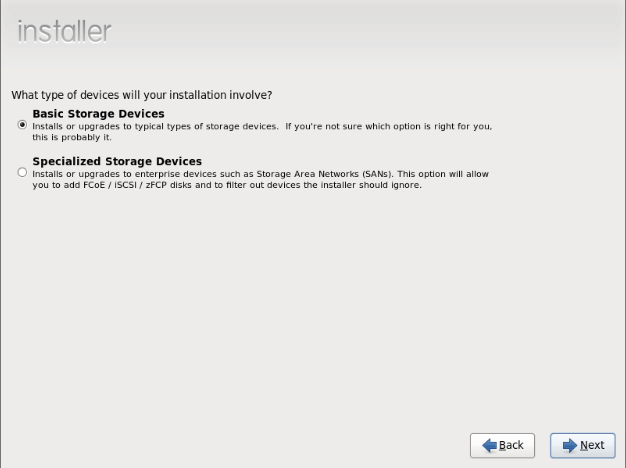 installer
What type of devices will your installation involve?
Basic Storage Devices
Installs or upgrades to typical types of storage devices.  If you're not sure which option is right for you,
this is probably it.
Specialized Storage Devices
Installs or upgrades to enterprise devices such as Storage Area Networks (SANs). This option will allow
you to add FCoE / iSCSI / zFCP disks and to filter out devices the installer should ignore.
Back
Next